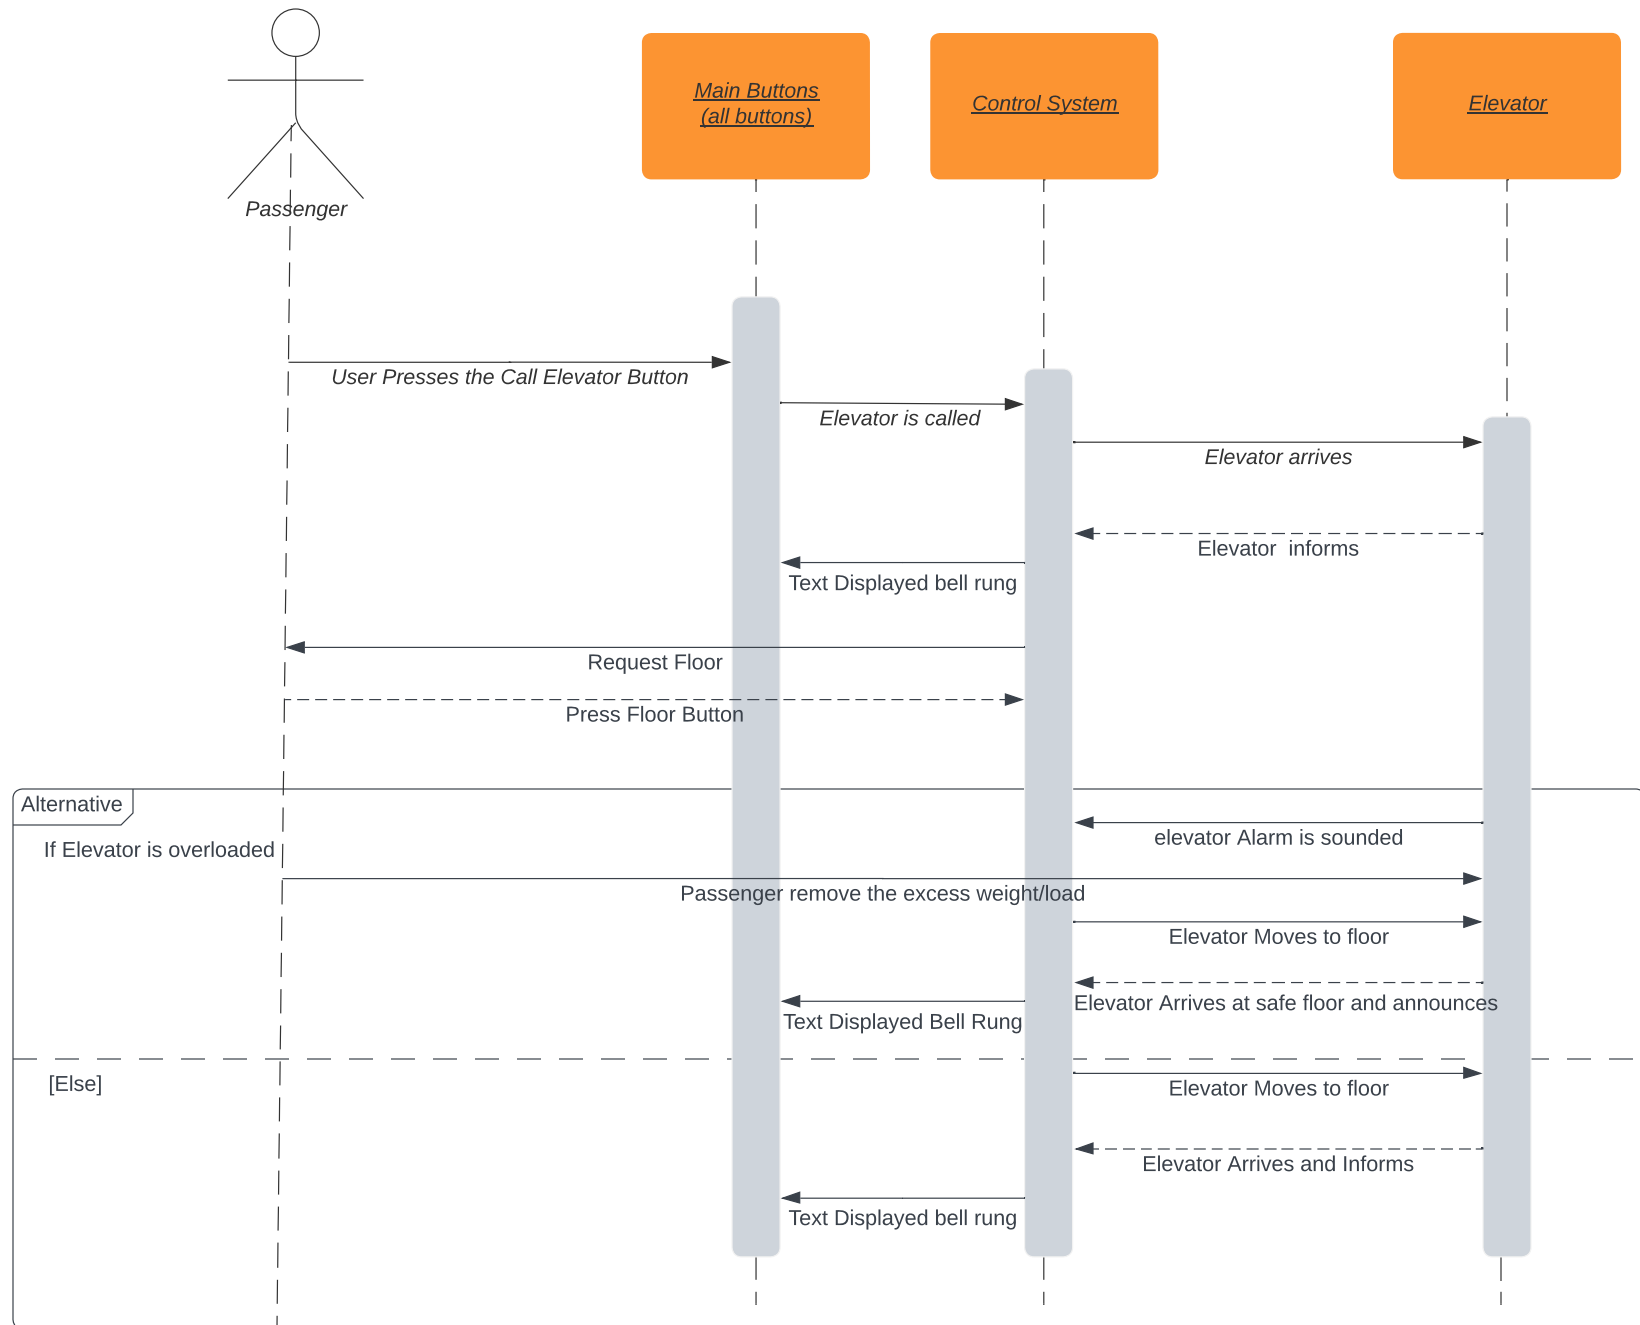 Main Buttons
(all buttons)
Control System
Elevator
Passenger
User Presses the Call Elevator Button
Elevator is called
Elevator arrives
Elevator  informs
Text Displayed bell rung
Request Floor
Press Floor Button
Alternative
elevator Alarm is sounded
If Elevator is overloaded
Passenger remove the excess weight/load
Elevator Moves to floor
Elevator Arrives at safe floor and announces
Text Displayed Bell Rung
[Else]
Elevator Moves to floor
Elevator Arrives and Informs
Text Displayed bell rung